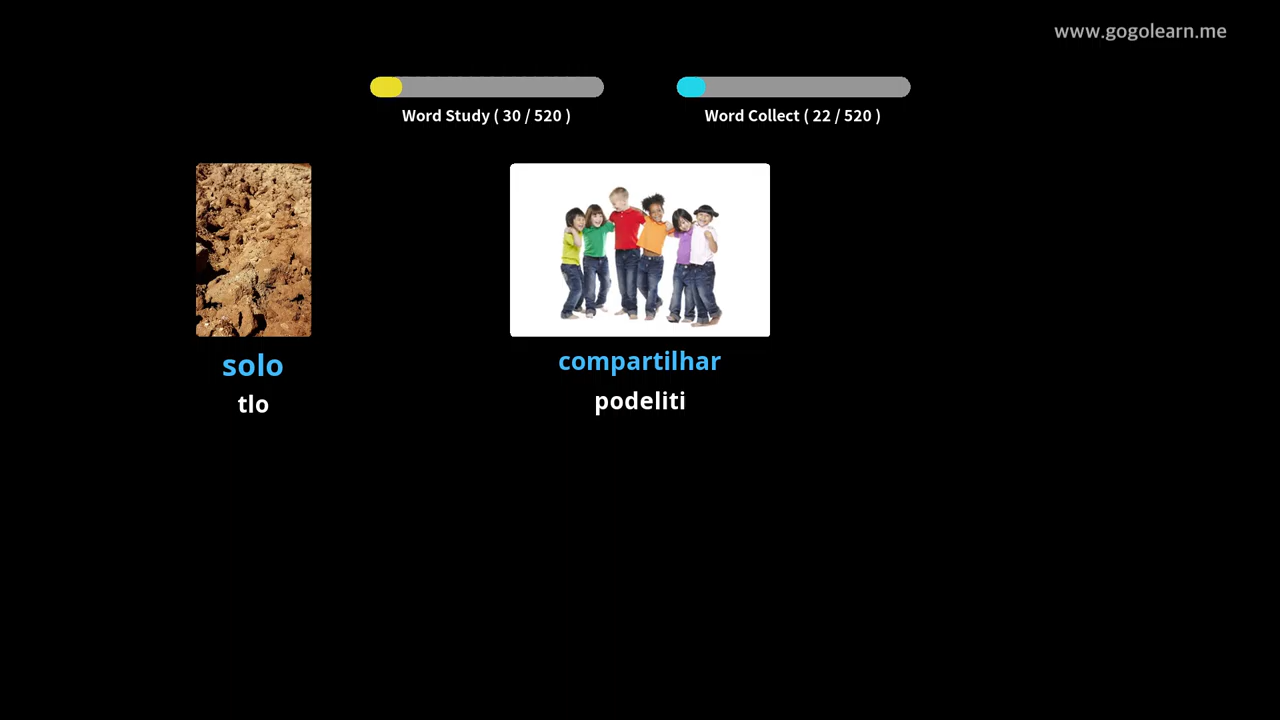 www.gogolearn.me
Word Study ( 30 / 520 )
Word Collect ( 22 / 520 )
solo
tlo
compartilhar
podeliti